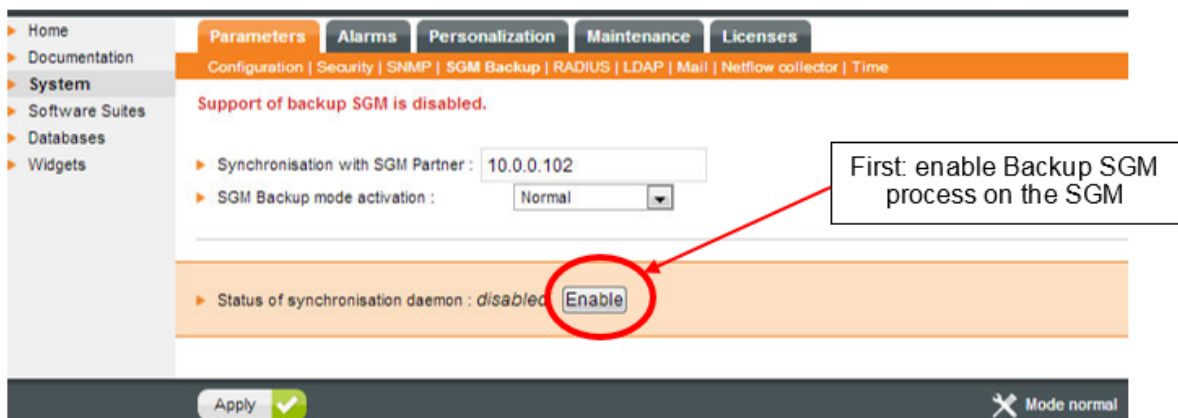 Home
Documentation
System
Software Suites
Databases
Widgets
Parameters Alarms Personalization Maintenance Licenses
Configuration | Security | SNMP | SGM Backup | RADIUS | LDAP | Mail | Netflow collector | Time
Support of backup SGM is disabled.
Synchronisation with SGM Partner : 10.0.0.102
SGM Backup mode activation : Normal
First: enable Backup SGM
process on the SGM
Status of synchronisation daemon : disabled Enable
Apply
Mode normal